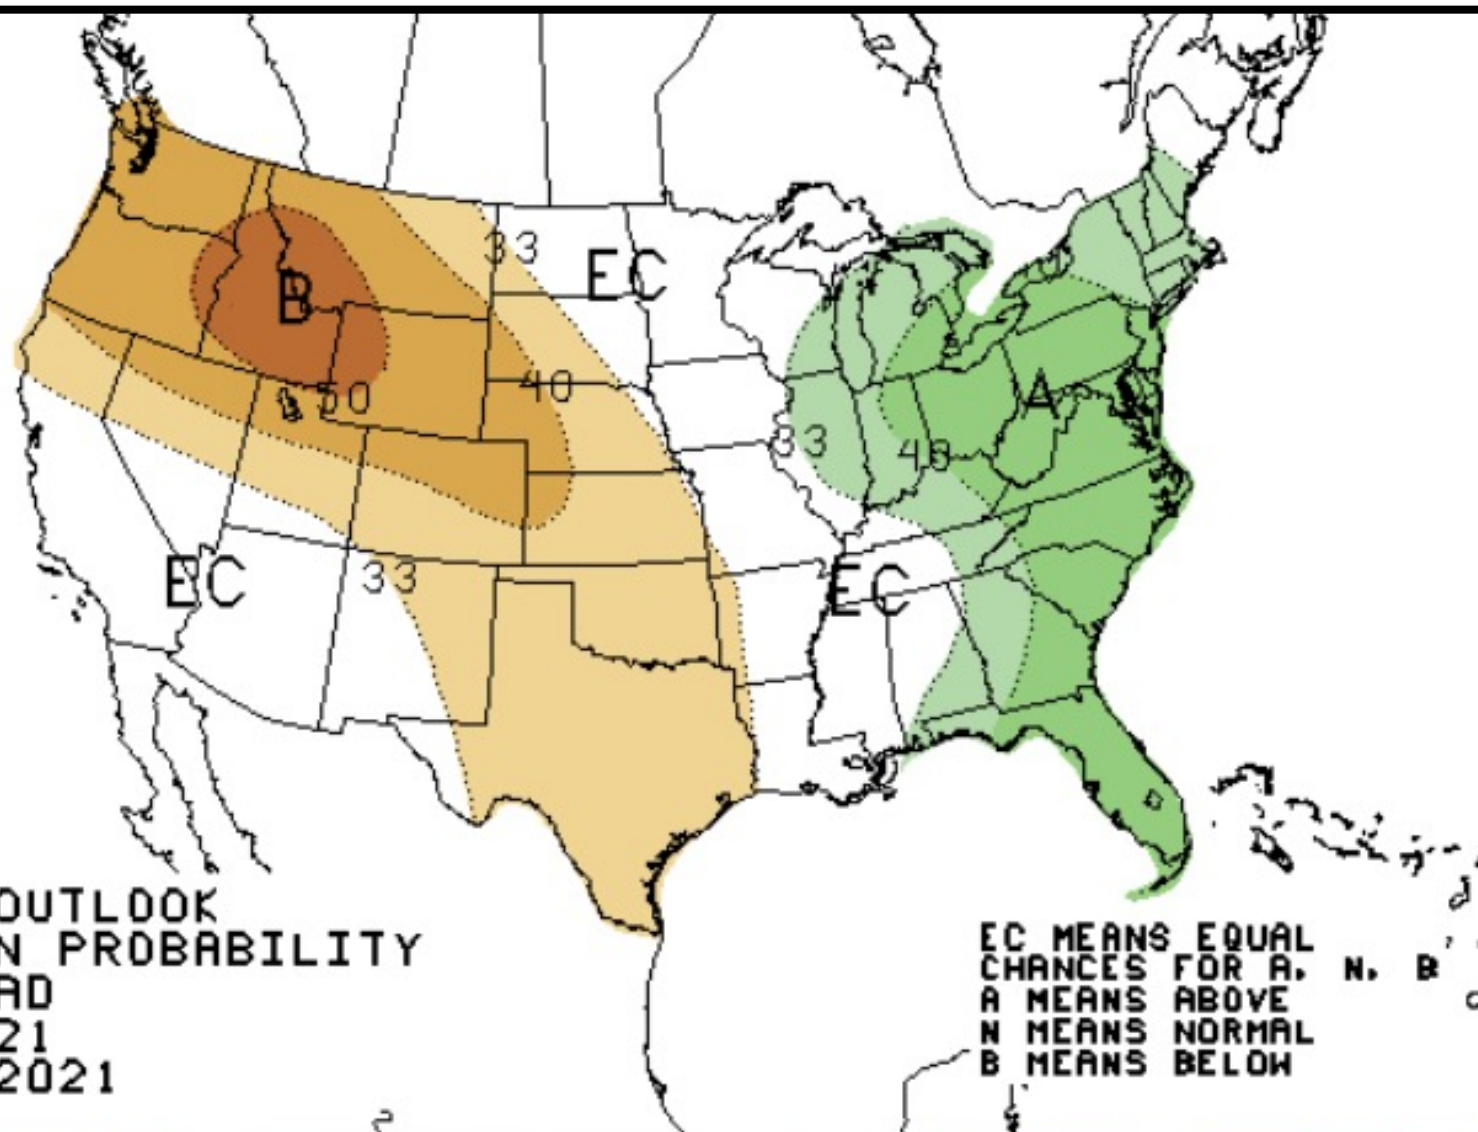 33
EC
B
50
40
A
33
40
EC
33
EC
OUTLOOK
N PROBABILITY
AD
21
2021
EC MEANS EQUAL
CHANCES FOR A, N, B
A MEANS ABOVE
N MEANS NORMAL
B MEANS BELOW